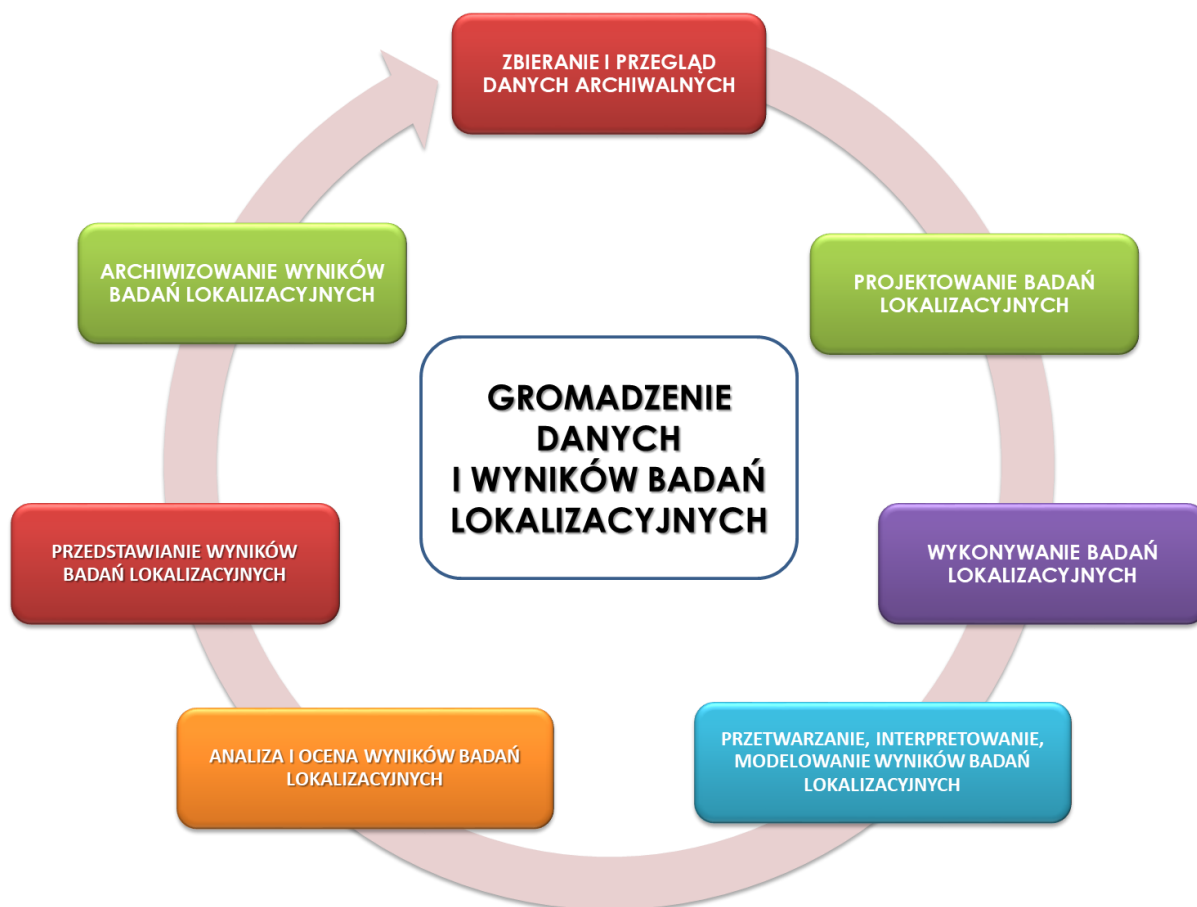 ZBIERANIE I PRZEGLĄD
DANYCH ARCHIWALNYCH
PROJEKTOWANIE BADAŃ
LOKALIZACYJNYCH
WYKONYWANIE BADAŃ
LOKALIZACYJNYCH
PRZETWARZANIE, INTERPRETOWANIE,
MODELOWANIE WYNIKÓW BADAŃ
LOKALIZACYJNYCH
ANALIZA I OCENA WYNIKÓW BADAŃ
LOKALIZACYJNYCH
PRZEDSTAWIANIE WYNIKÓW
BADAŃ LOKALIZACYJNYCH
ARCHIWIZOWANIE WYNIKÓW
BADAŃ LOKALIZACYJNYCH
GROMADZENIE
DANYCH
I WYNIKÓW BADAŃ
LOKALIZACYJNYCH